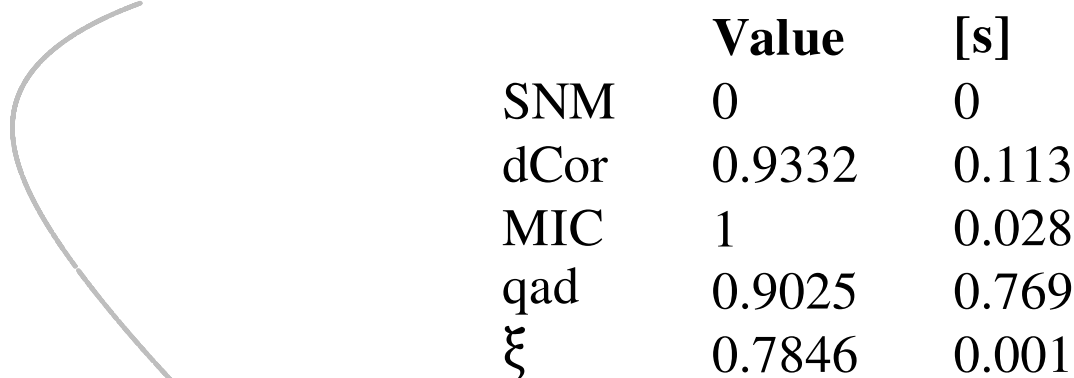 Value [s]
SNM 0 0
dCor 0.9332 0.113
MIC 1 0.028
qad 0.9025 0.769
ξ 0.7846 0.001